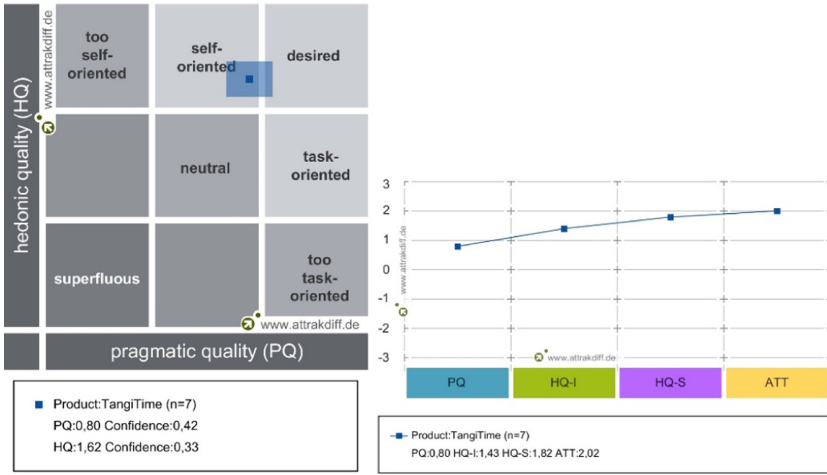 www.attrakdiff.de
hedonic quality (HQ)
too
self-
oriented
self-
oriented
desired
neutral
task-
oriented
superfluous
too
task-
oriented
www.attrakdiff.de
pragmatic quality (PQ)
Product:TangiTime (n=7)
PQ:0,80 Confidence:0,42
HQ:1,62 Confidence:0,33
3
2
1
0
-1
-2
-3
www.attrakdiff.de
www.attrakdiff.de
PQ HQ-I HQ-S ATT
Product:TangiTime (n=7)
PQ:0,80 HQ-I:1,43 HQ-S:1,82 ATT:2,02